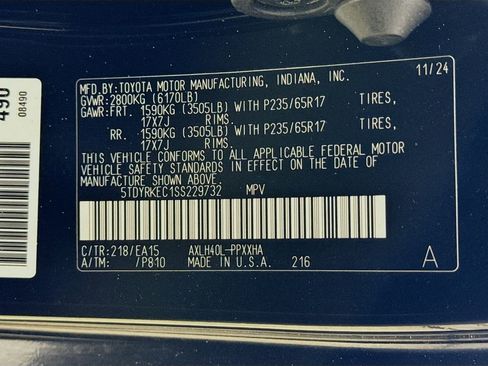 490
08490
MFD.BY:TOYOTA MOTOR MANUFACTURING, INDIANA, INC. 11/24
GVWR: 2800KG (6170LB)
GAWR:FRT. 1590KG (3505LB) WITH P235/65R17 TIRES,
17X7J RIMS.
RR. 1590KG (3505LB) WITH P235/65R17 TIRES,
17X7J RIMS.
THIS VEHICLE CONFORMS TO ALL APPLICABLE FEDERAL MOTOR
VEHICLE SAFETY STANDARDS IN EFFECT ON THE DATE OF
MANUFACTURE SHOWN ABOVE.
5TDYRKEC1SS229732 MPV
C/TR:218/EA15 AXLH40L-PPXXHA
A/TM: /P810 MADE IN U.S.A. 216 A